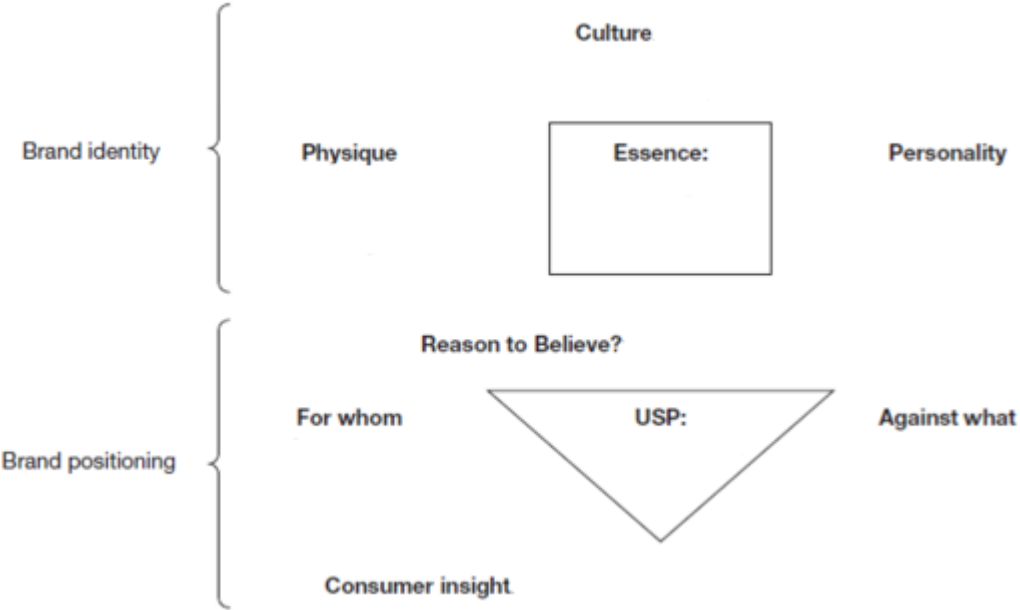 Culture
Brand identity
Physique
Essence:
Personality
Reason to Believe?
For whom
USP:
Against what
Brand positioning
Consumer insight